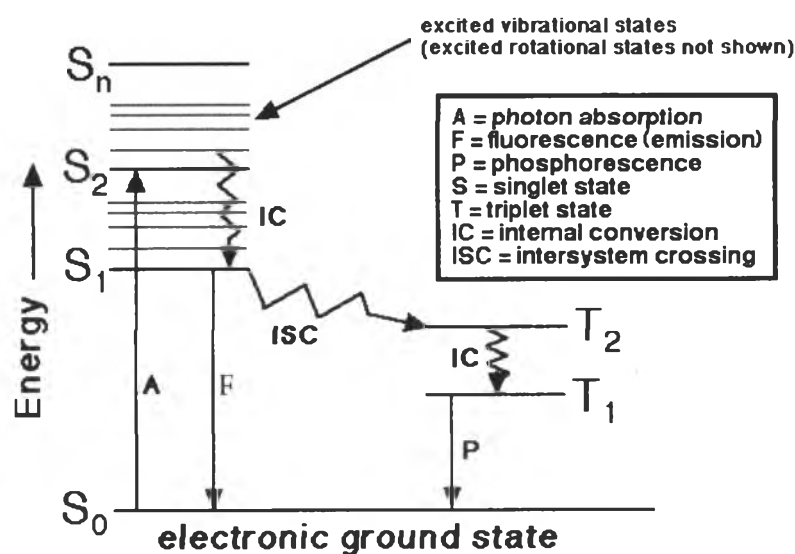 excited vibrational states
(excited rotational states not shown)
Sn
A = photon absorption
F = fluorescence (emission)
P = phosphorescence
S = singlet state
T = triplet state
IC = internal conversion
ISC = intersystem crossing
S2
IC
S1
ISC
T2
IC
T1
Energy
A
F
P
S0
electronic ground state